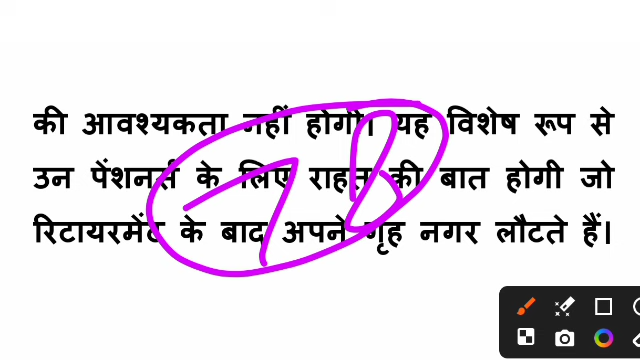 की आवश्यकता नहीं होगी। यह विशेष रूप से
उन पेंशनर्स के लिए राहत की बात होगी जो
रिटायरमेंट के बाद अपने गृह नगर लौटते हैं।